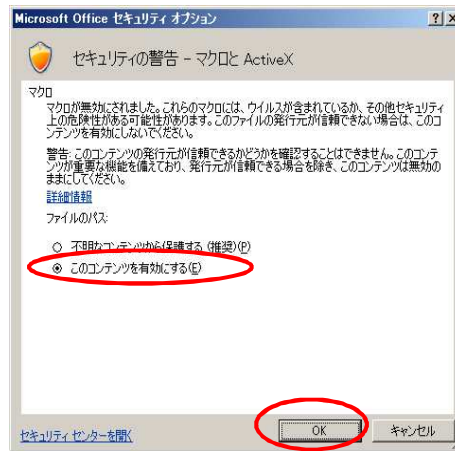 Microsoft Office セキュリティ オプション
セキュリティの警告 - マクロと ActiveX
マクロ
マクロが無効にされました。これらのマクロには、ウイルスが含まれているか、その他セキュリティ
上の危険性がある可能性があります。このファイルの発行元が信頼できない場合は、このコ
ンテンツを有効にしないでください。
警告: このコンテンツの発行元が信頼できるかどうかを確認することはできません。このコンテ
ンツが重要な機能を備えており、発行元が信頼できる場合を除き、このコンテンツは無効の
ままにしてください。
詳細情報
ファイルのパス:
不明なコンテンツから保護する (推奨)(P)
このコンテンツを有効にする(E)
セキュリティ センターを開く
OK
キャンセル